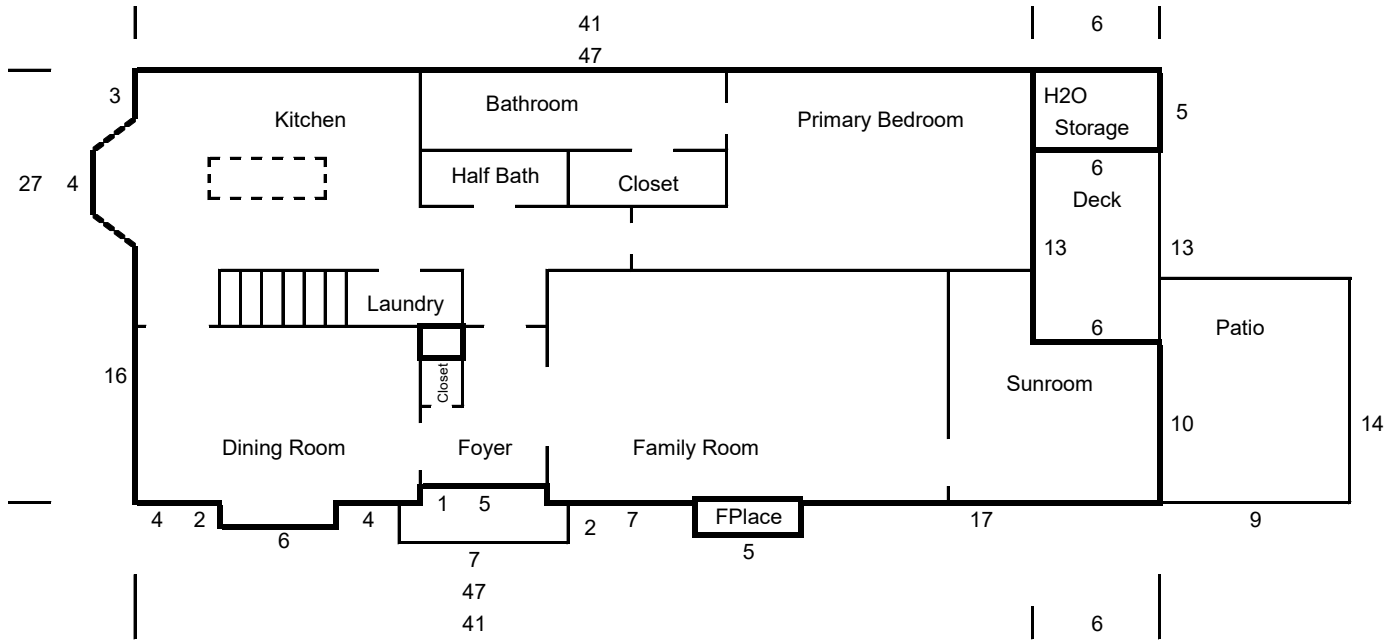 41
6
47
3
Kitchen
Bathroom
Primary Bedroom
H2O
Storage
5
27
4
Half Bath
Closet
6
Deck
13
13
Laundry
6
Patio
16
Closet
Sunroom
10
14
Dining Room
Foyer
Family Room
1
5
4
2
4
6
7
2
7
FPlace
5
17
9
47
41
6